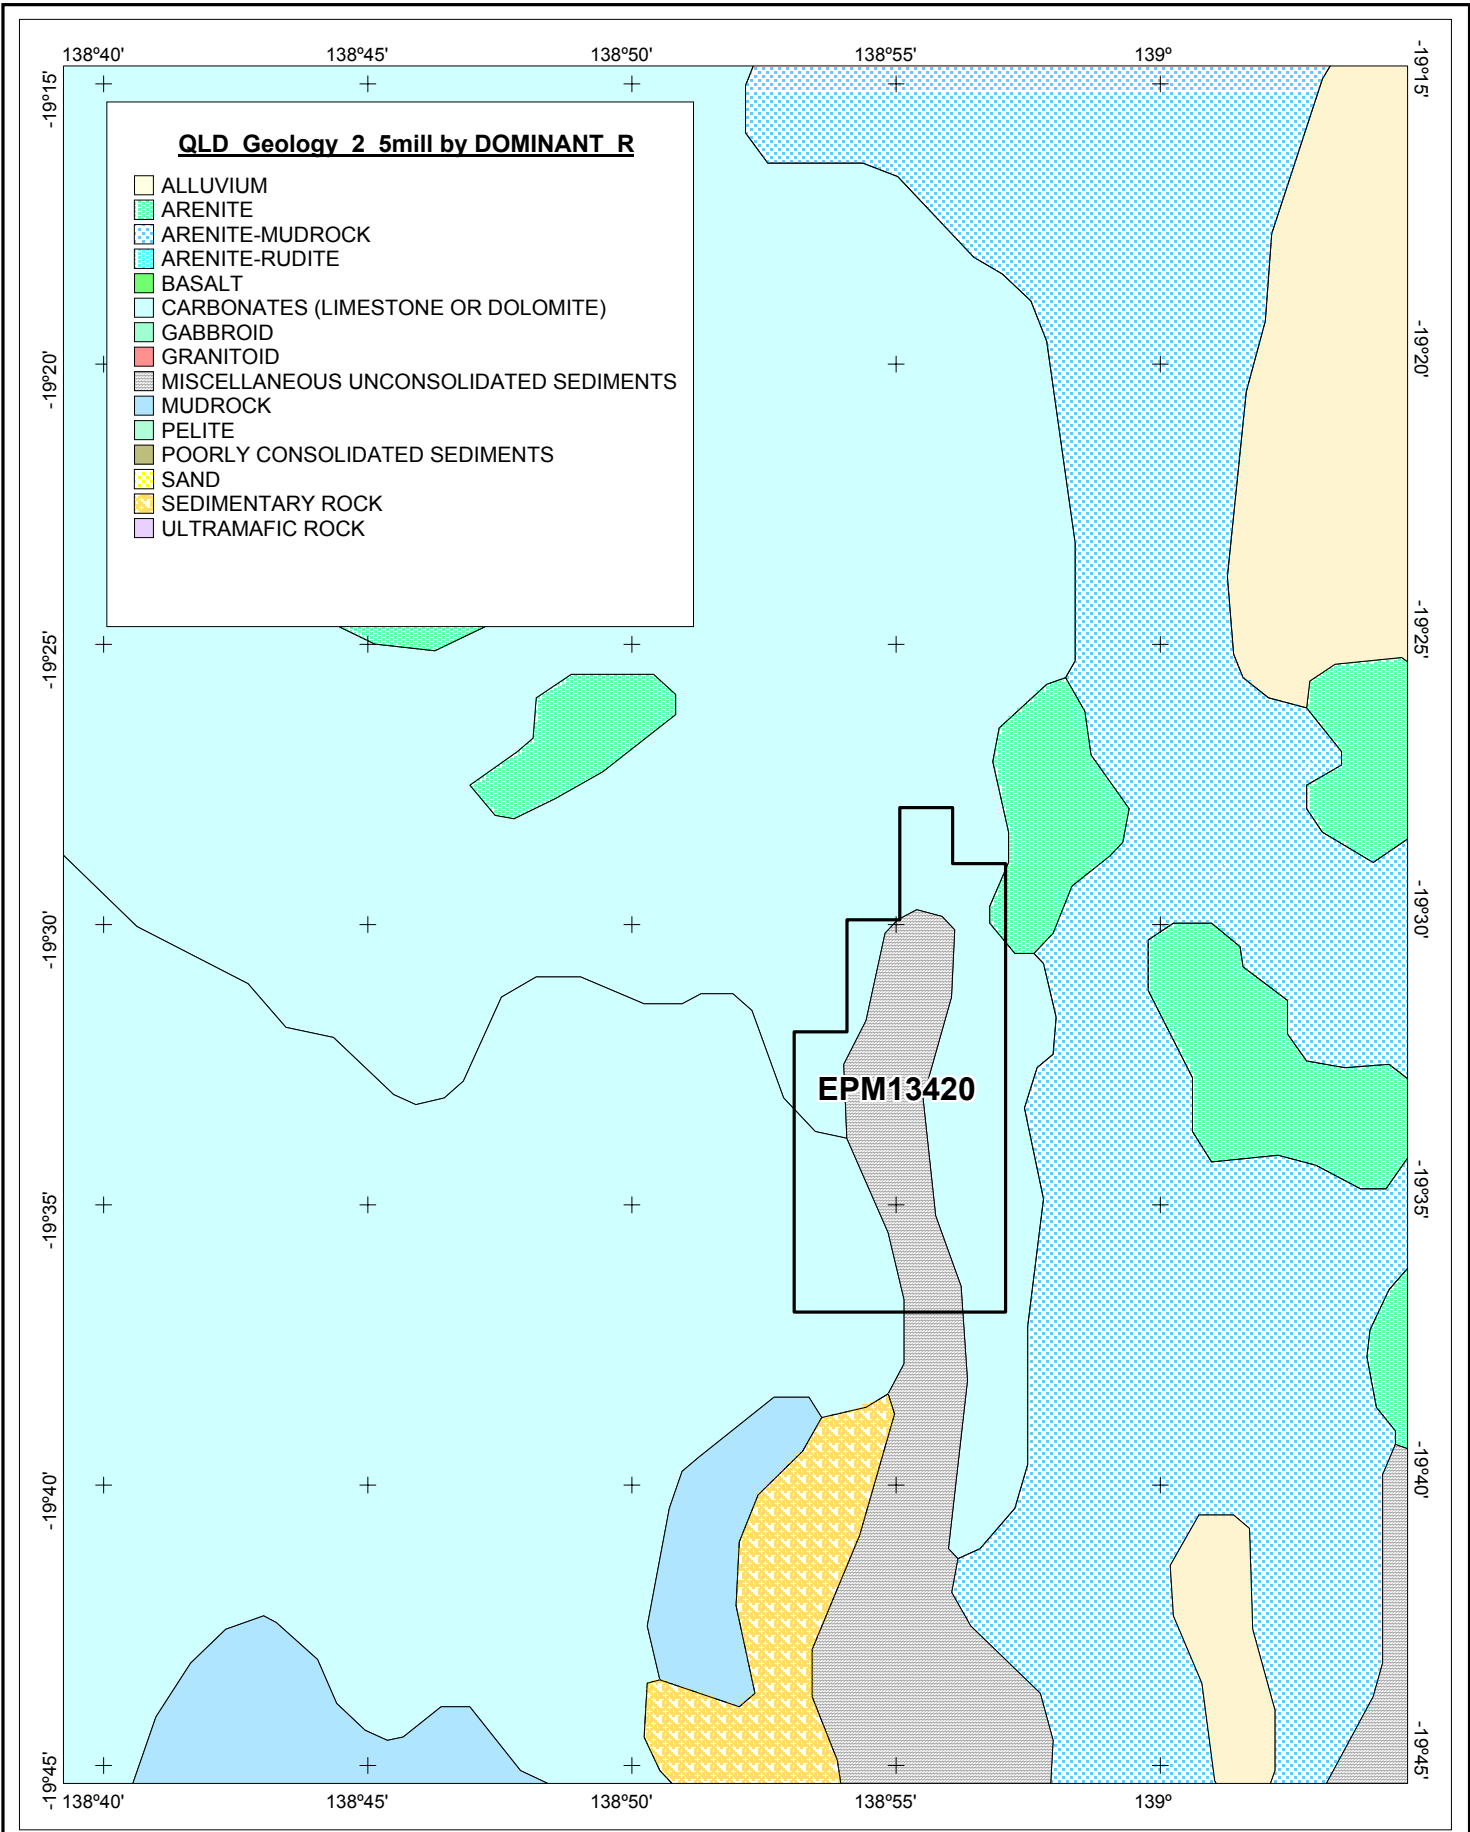 138º40' 138º45' 138º50' 138º55' 139º
-19º15' -19º15'
QLD_Geology_2_5mill by DOMINANT_R
ALLUVIUM
ARENITE
ARENITE-MUDROCK
ARENITE-RUDITE
BASALT
CARBONATES (LIMESTONE OR DOLOMITE)
GABBROID
GRANITOID
MISCELLANEOUS UNCONSOLIDATED SEDIMENTS
MUDROCK
PELITE
POORLY CONSOLIDATED SEDIMENTS
SAND
SEDIMENTARY ROCK
ULTRAMAFIC ROCK
-19º20' -19º20'
-19º25' -19º25'
-19º30' -19º30'
EPM13420
-19º35' -19º35'
-19º40' -19º40'
-19º45' -19º45'
138º40' 138º45' 138º50' 138º55' 139º